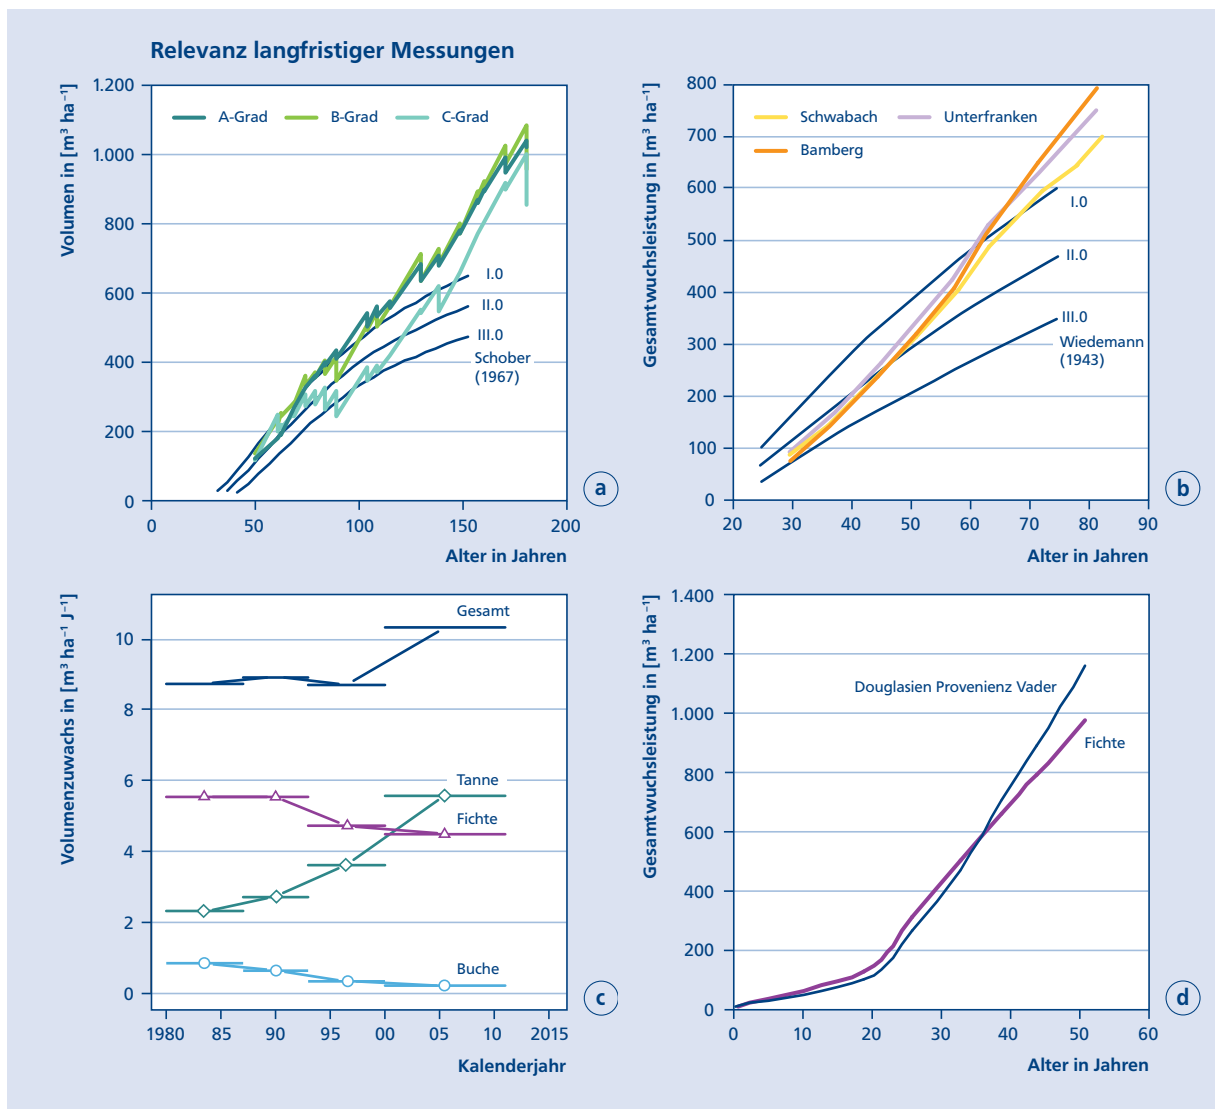 Relevanz langfristiger Messungen
Volumen in [m³ ha⁻¹]
1.200
1.000
800
600
400
200
0
A-Grad
B-Grad
C-Grad
I.0
II.0
III.0
Schober
(1967)
0
50
100
150
200
Alter in Jahren
a
Gesamtwuchsleistung in [m³ ha⁻¹]
800
700
600
500
400
300
200
100
0
Schwabach
Unterfranken
Bamberg
I.0
II.0
III.0
Wiedemann
(1943)
20
30
40
50
60
70
80
90
Alter in Jahren
b
Volumenzuwachs in [m³ ha⁻¹ J⁻¹]
10
8
6
4
2
0
Gesamt
Tanne
Fichte
Buche
1980
85
90
95
00
05
10
2015
Kalenderjahr
c
Gesamtwuchsleistung in [m³ ha⁻¹]
1.400
1.200
1.000
800
600
400
200
0
Douglasien Provenienz Vader
Fichte
0
10
20
30
40
50
60
Alter in Jahren
d